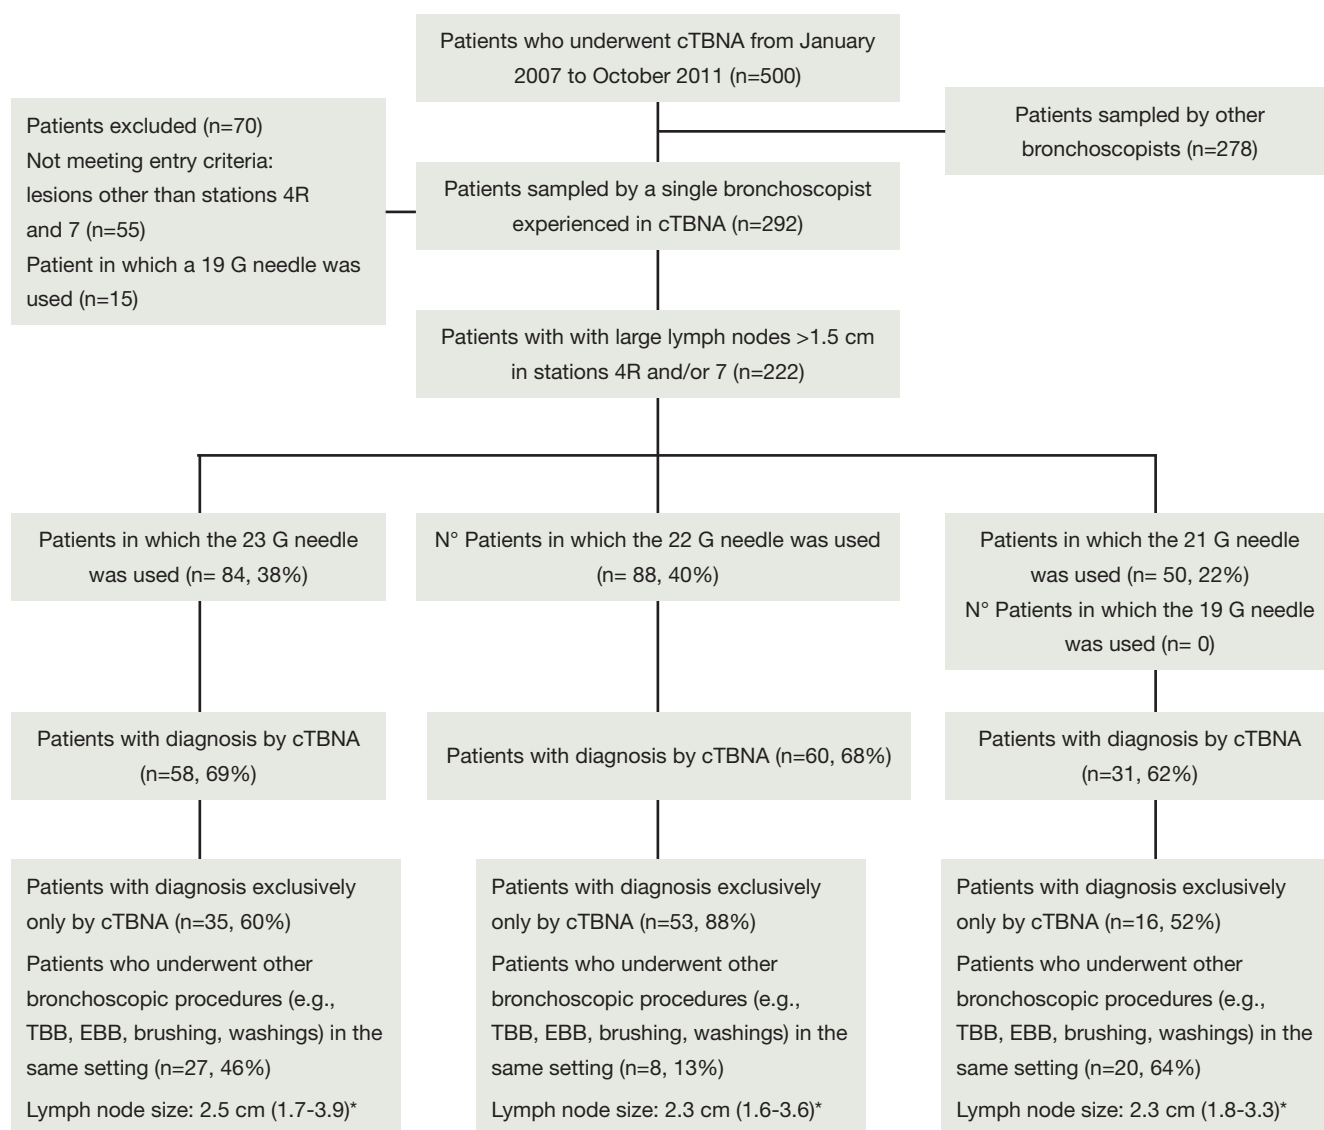 Patients who underwent cTBNA from January
2007 to October 2011 (n=500)
Patients sampled by other
bronchoscopists (n=278)
Patients excluded (n=70)
Not meeting entry criteria:
lesions other than stations 4R
and 7 (n=55)
Patient in which a 19 G needle was
used (n=15)
Patients sampled by a single bronchoscopist
experienced in cTBNA (n=292)
Patients with with large lymph nodes >1.5 cm
in stations 4R and/or 7 (n=222)
Patients in which the 23 G needle
was used (n= 84, 38%)
N° Patients in which the 22 G needle was used
(n= 88, 40%)
Patients in which the 21 G needle
was used (n= 50, 22%)
N° Patients in which the 19 G needle
was used (n= 0)
Patients with diagnosis by cTBNA
(n=58, 69%)
Patients with diagnosis by cTBNA (n=60, 68%)
Patients with diagnosis by cTBNA
(n=31, 62%)
Patients with diagnosis exclusively
only by cTBNA (n=35, 60%)
Patients who underwent other
bronchoscopic procedures (e.g.,
TBB, EBB, brushing, washings) in the
same setting (n=27, 46%)
Lymph node size: 2.5 cm (1.7-3.9)*
Patients with diagnosis exclusively
only by cTBNA (n=53, 88%)
Patients who underwent other
bronchoscopic procedures (e.g.,
TBB, EBB, brushing, washings) in the
same setting (n=8, 13%)
Lymph node size: 2.3 cm (1.6-3.6)*
Patients with diagnosis exclusively
only by cTBNA (n=16, 52%)
Patients who underwent other
bronchoscopic procedures (e.g.,
TBB, EBB, brushing, washings) in the
same setting (n=20, 64%)
Lymph node size: 2.3 cm (1.8-3.3)*